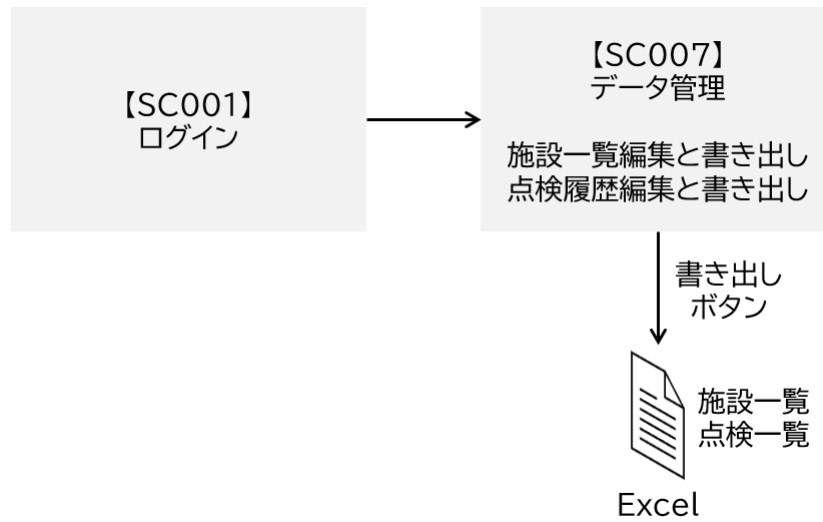 【SC001】
ログイン
【SC007】
データ管理
施設一覧編集と書き出し
点検履歴編集と書き出し
書き出し
ボタン
施設一覧
点検一覧
Excel